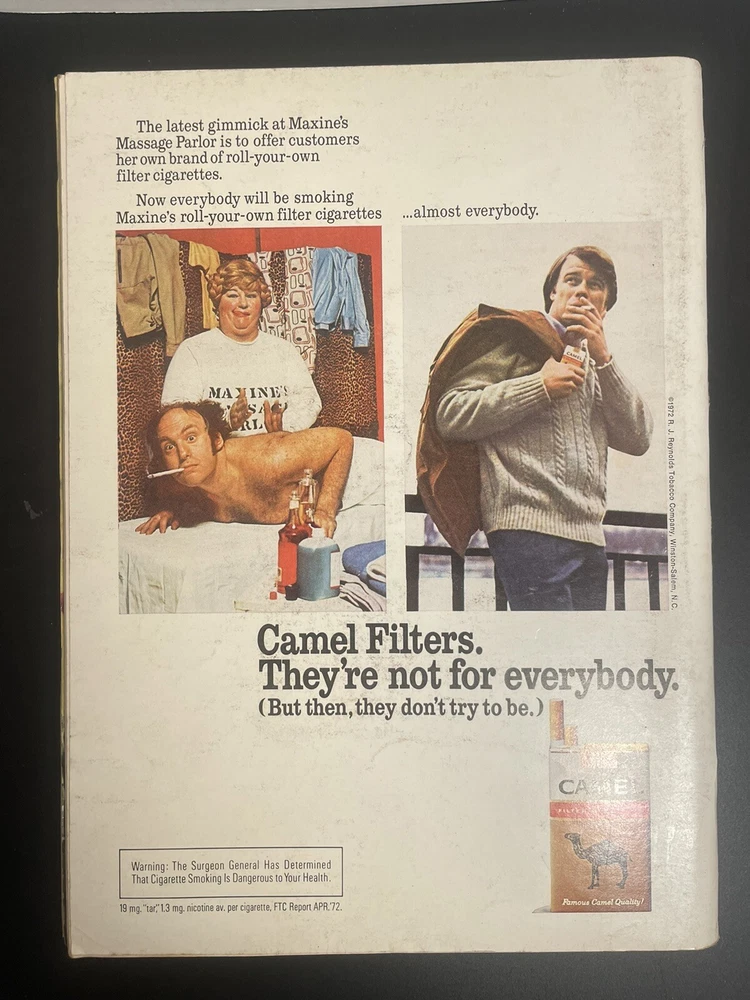 The latest gimmick at Maxine's
Massage Parlor is to offer customers
her own brand of roll-your-own
filter cigarettes.
Now everybody will be smoking
Maxine's roll-your-own filter cigarettes
...almost everybody.
MAXINE'S
CAMEL
©1972 R. J. Reynolds Tobacco Company, Winston-Salem, N.C.
Camel Filters.
They're not for everybody.
(But then, they don't try to be.)
CAMEL
FILTERS
Famous Camel Quality!
Warning: The Surgeon General Has Determined
That Cigarette Smoking Is Dangerous to Your Health.
19 mg. "tar," 1.3 mg. nicotine av. per cigarette, FTC Report APR. '72.